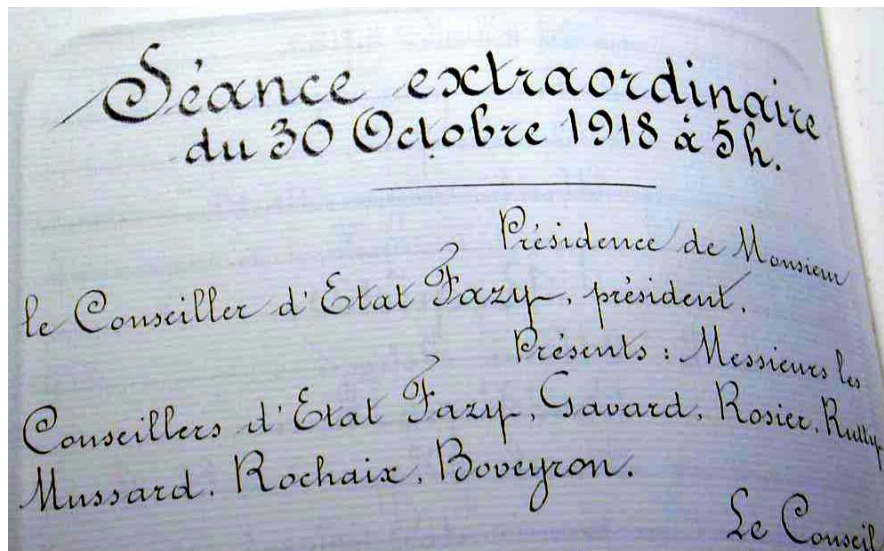 Séance extraordinaire
du 30 Octobre 1918 à 5h.
Présidence de Monsieur
le Conseiller d'Etat Fazy, président.
Présents : Messieurs les
Conseillers d'Etat Fazy, Gavard, Rosier, Rutty
Mussard, Rochaix, Boveyron.
Le Conseil